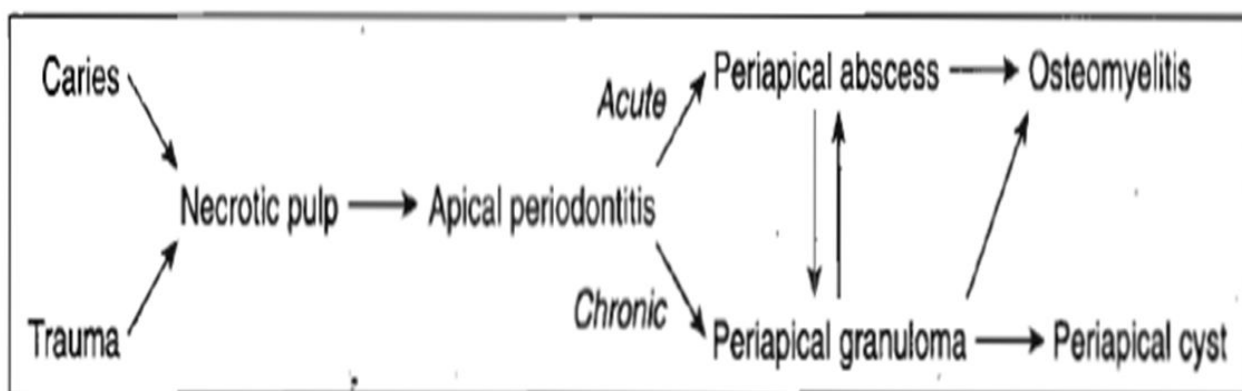 Caries
Acute
Periapical abscess
Osteomyelitis
Necrotic pulp
Apical periodontitis
Trauma
Chronic
Periapical granuloma
Periapical cyst